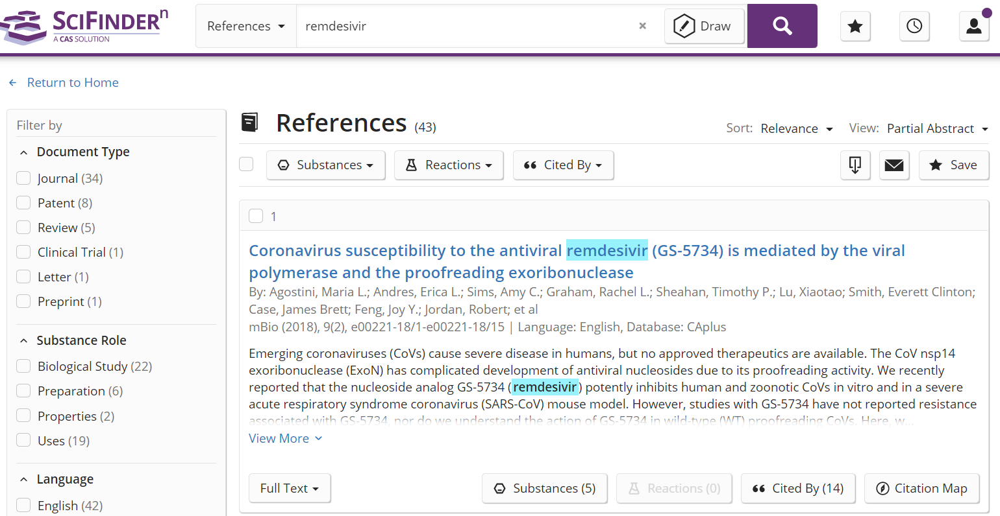 SCIFINDERⁿ
A CAS SOLUTION
References
remdesivir
×
Draw
Return to Home
Filter by
Document Type
Journal (34)
Patent (8)
Review (5)
Clinical Trial (1)
Letter (1)
Preprint (1)
Substance Role
Biological Study (22)
Preparation (6)
Properties (2)
Uses (19)
Language
English (42)
References (43)
Sort: Relevance View: Partial Abstract
Substances Reactions Cited By Save
1
Coronavirus susceptibility to the antiviral remdesivir (GS-5734) is mediated by the viral
polymerase and the proofreading exoribonuclease
By: Agostini, Maria L.; Andres, Erica L.; Sims, Amy C.; Graham, Rachel L.; Sheahan, Timothy P.; Lu, Xiaotao; Smith, Everett Clinton;
Case, James Brett; Feng, Joy Y.; Jordan, Robert; et al
mBio (2018), 9(2), e00221-18/1-e00221-18/15 | Language: English, Database: CAplus
Emerging coronaviruses (CoVs) cause severe disease in humans, but no approved therapeutics are available. The CoV nsp14
exoribonuclease (ExoN) has complicated development of antiviral nucleosides due to its proofreading activity. We recently
reported that the nucleoside analog GS-5734 (remdesivir) potently inhibits human and zoonotic CoVs in vitro and in a severe
acute respiratory syndrome coronavirus (SARS-CoV) mouse model. However, studies with GS-5734 have not reported resistance
associated with GS-5734, nor do we understand the action of GS-5734 in wild-type (WT) proofreading CoVs. Here, w...
View More
Full Text Substances (5) Reactions (0) Cited By (14) Citation Map